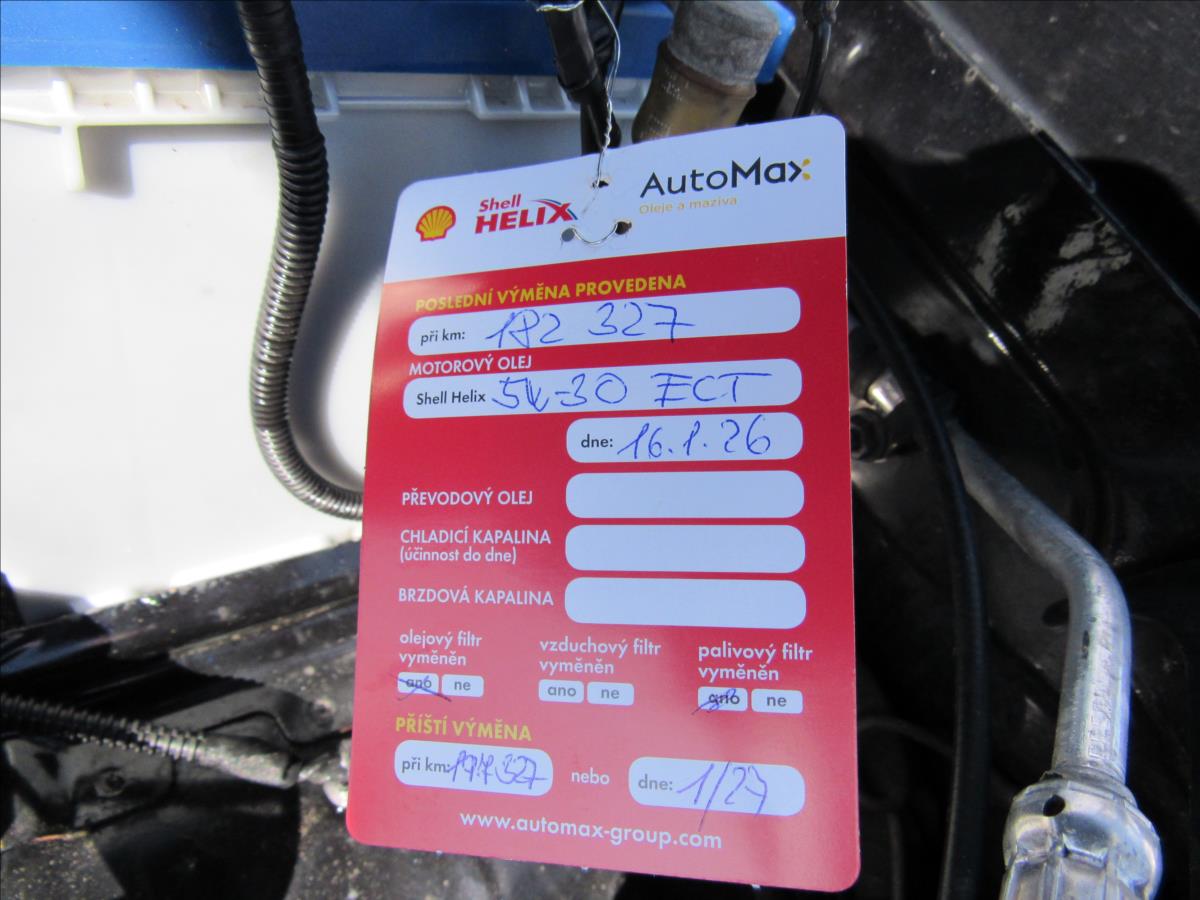 Shell
HELIX
AutoMax
Oleje a maziva
POSLEDNÍ VÝMĚNA PROVEDENA
při km: 182 327
MOTOROVÝ OLEJ
Shell Helix 5W-30 ECT
dne: 16.1.26
PŘEVODOVÝ OLEJ
CHLADICÍ KAPALINA
(účinnost do dne)
BRZDOVÁ KAPALINA
olejový filtr vyměněn
ano ne
vzduchový filtr vyměněn
ano ne
palivový filtr vyměněn
ano ne
PŘÍŠTÍ VÝMĚNA
při km: 197 327 nebo dne: 1/27
www.automax-group.com